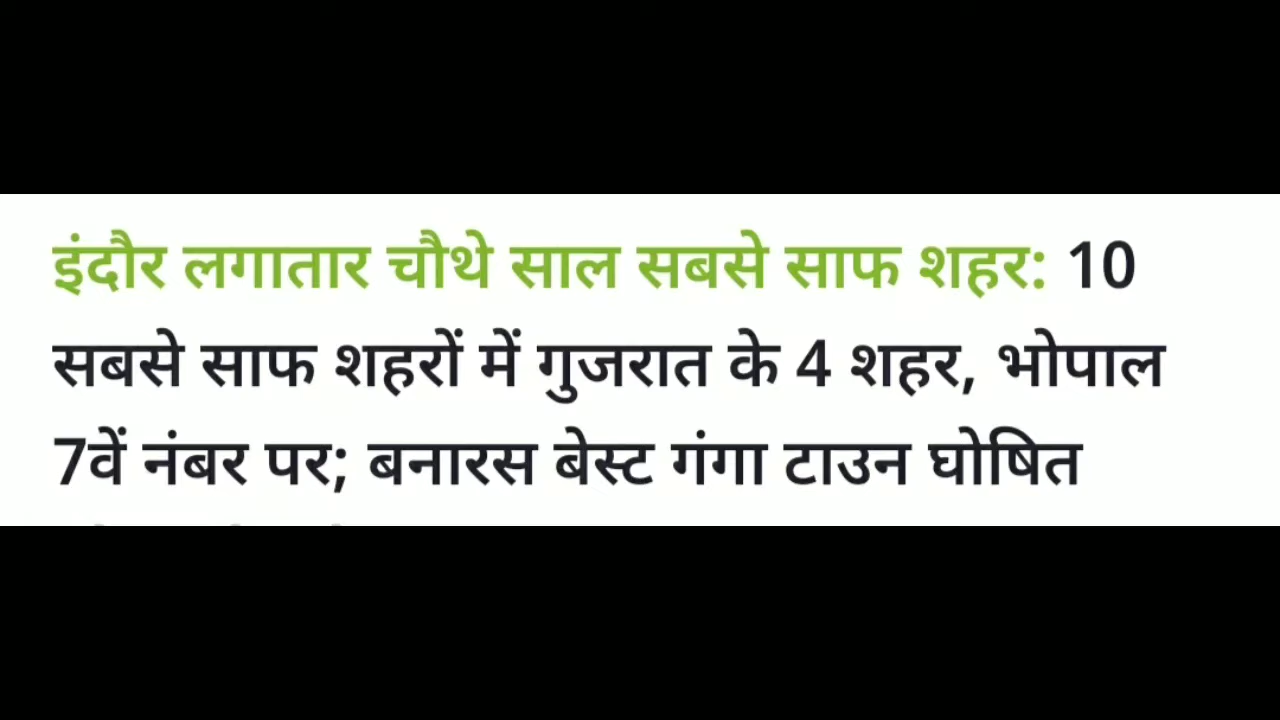 इंदौर लगातार चौथे साल सबसे साफ शहर: 10
सबसे साफ शहरों में गुजरात के 4 शहर, भोपाल
7वें नंबर पर; बनारस बेस्ट गंगा टाउन घोषित